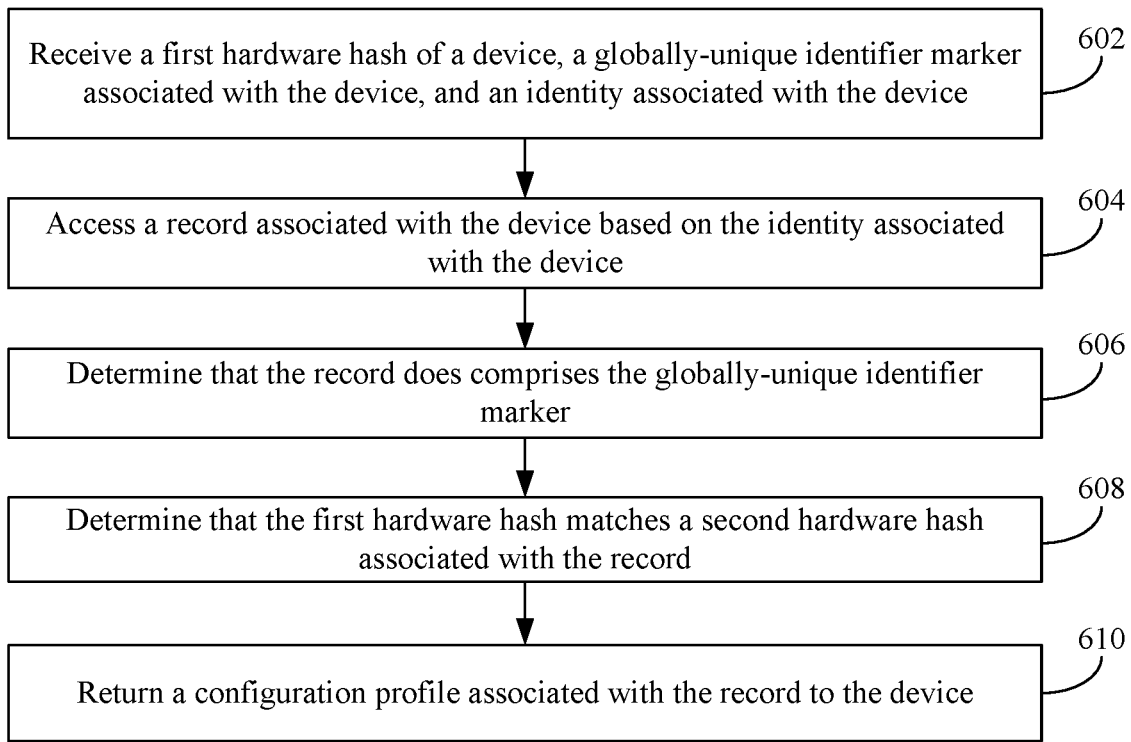 Receive a first hardware hash of a device, a globally-unique identifier marker
associated with the device, and an identity associated with the device
602
Access a record associated with the device based on the identity associated
with the device
604
Determine that the record does comprises the globally-unique identifier
marker
606
Determine that the first hardware hash matches a second hardware hash
associated with the record
608
Return a configuration profile associated with the record to the device
610